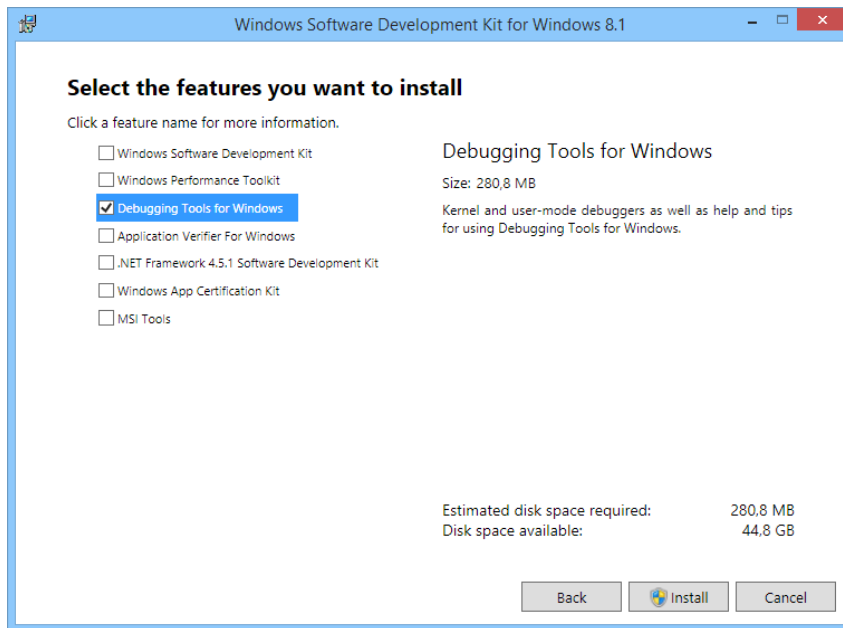 Windows Software Development Kit for Windows 8.1
Select the features you want to install
Click a feature name for more information.
Windows Software Development Kit
Windows Performance Toolkit
Debugging Tools for Windows
Application Verifier For Windows
.NET Framework 4.5.1 Software Development Kit
Windows App Certification Kit
MSI Tools
Debugging Tools for Windows
Size: 280,8 MB
Kernel and user-mode debuggers as well as help and tips
for using Debugging Tools for Windows.
Estimated disk space required: 280,8 MB
Disk space available: 44,8 GB
Back Install Cancel